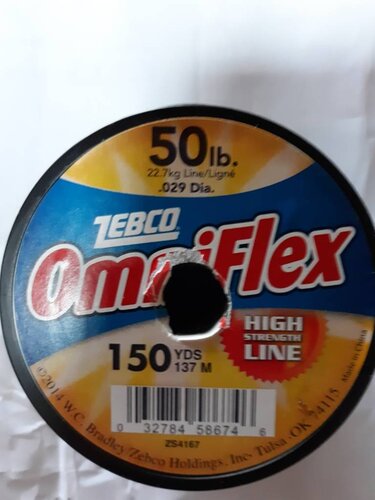 50lb.
22.7kg Line/Ligné
.029 Dia.
ZEBCO
OmniFlex
150 YDS
137 M
HIGH
STRENGTH
LINE
Made in China
0 32784 58674 6
ZS4167
©2014 W.C. Bradley/Zebco Holdings, Inc. Tulsa, OK 74115